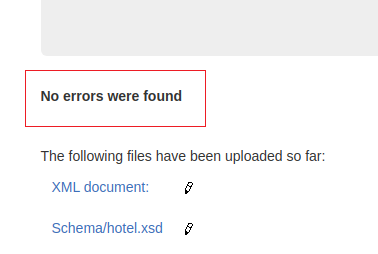 No errors were found
The following files have been uploaded so far:
XML document:
Schema/hotel.xsd